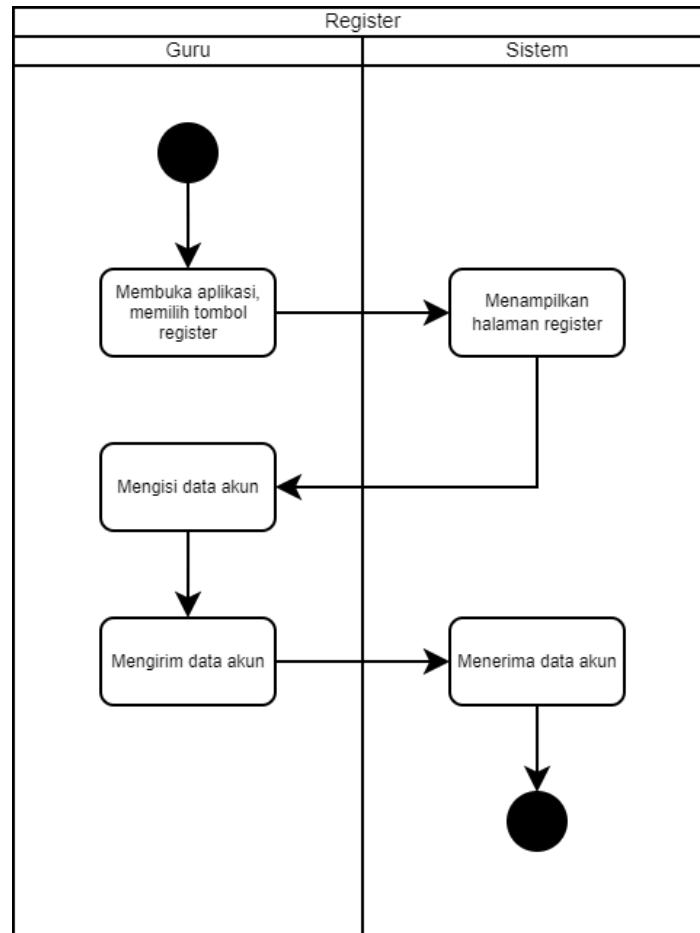 Register
Guru
Sistem
Membuka aplikasi,
memilih tombol
register
Menampilkan
halaman register
Mengisi data akun
Mengirim data akun
Menerima data akun